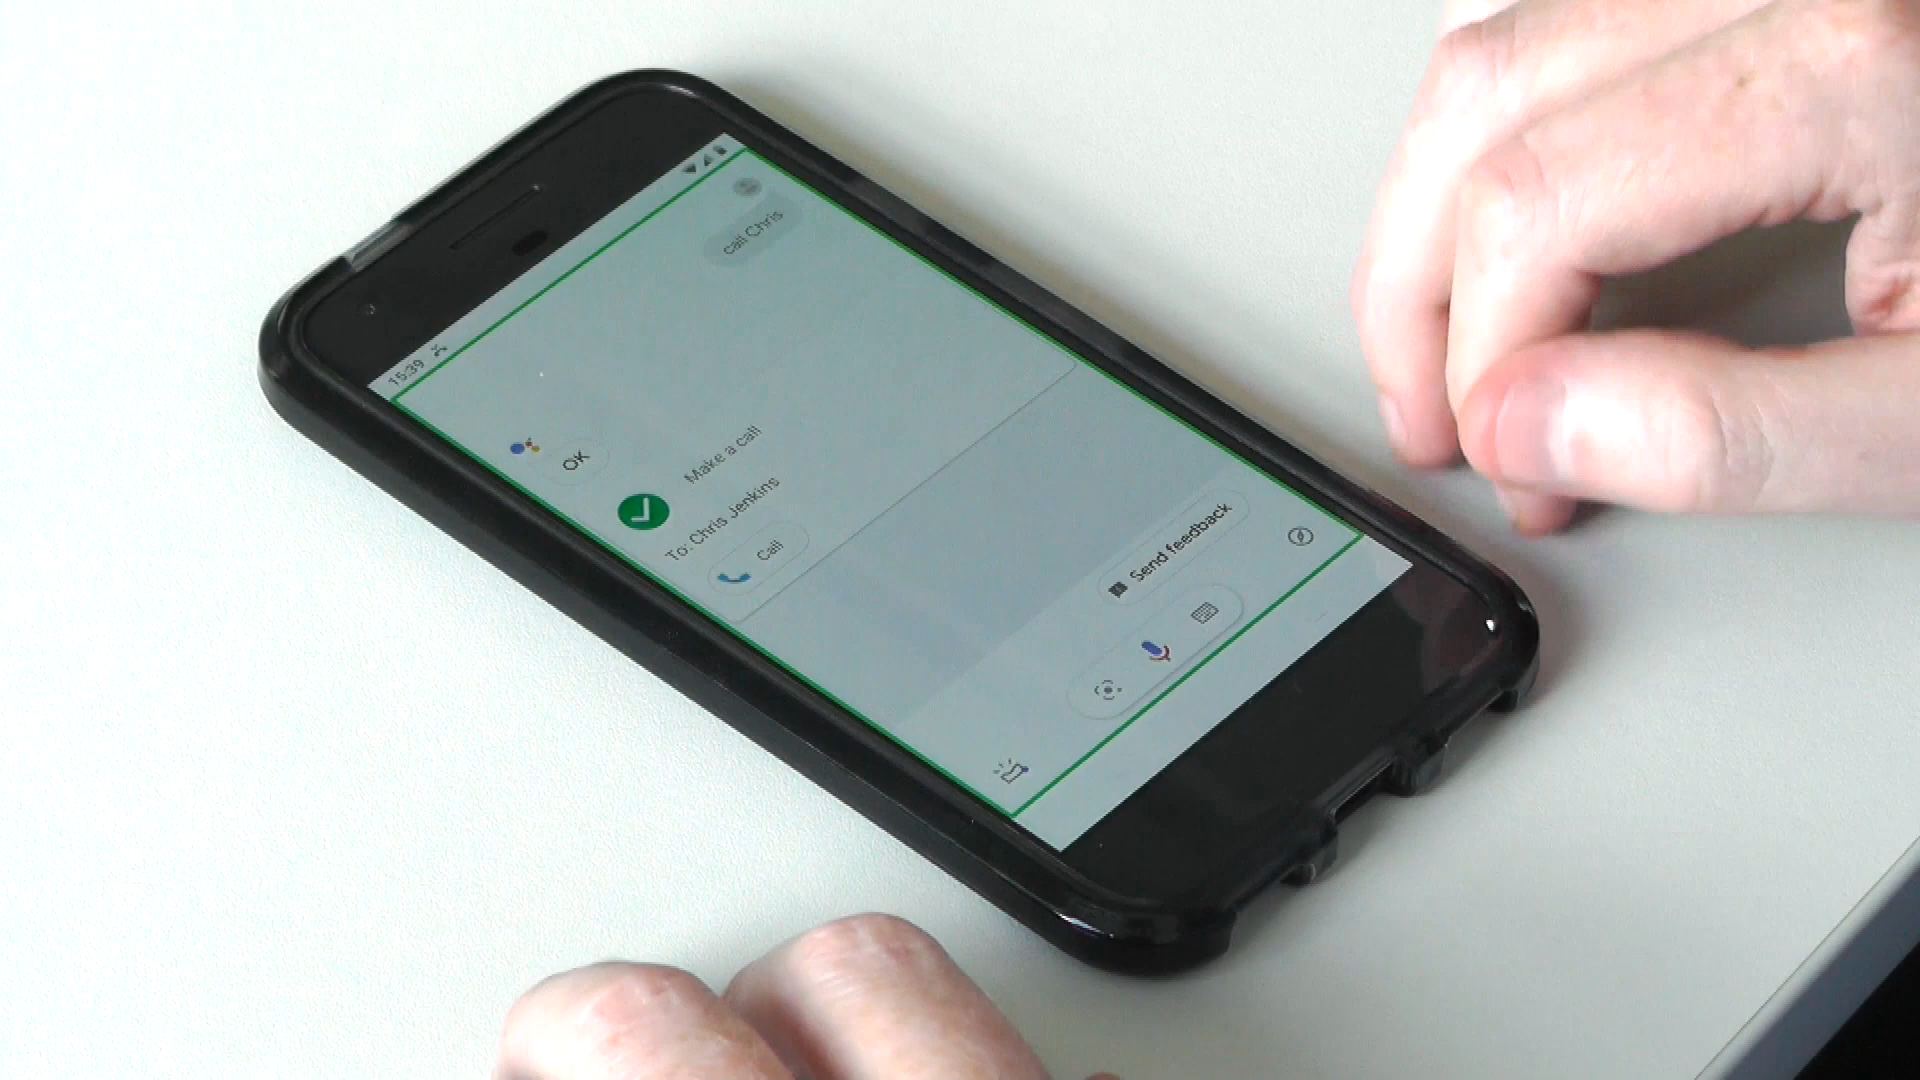 15:39
call Chris
OK
Make a call
To: Chris Jenkins
Call
Send feedback